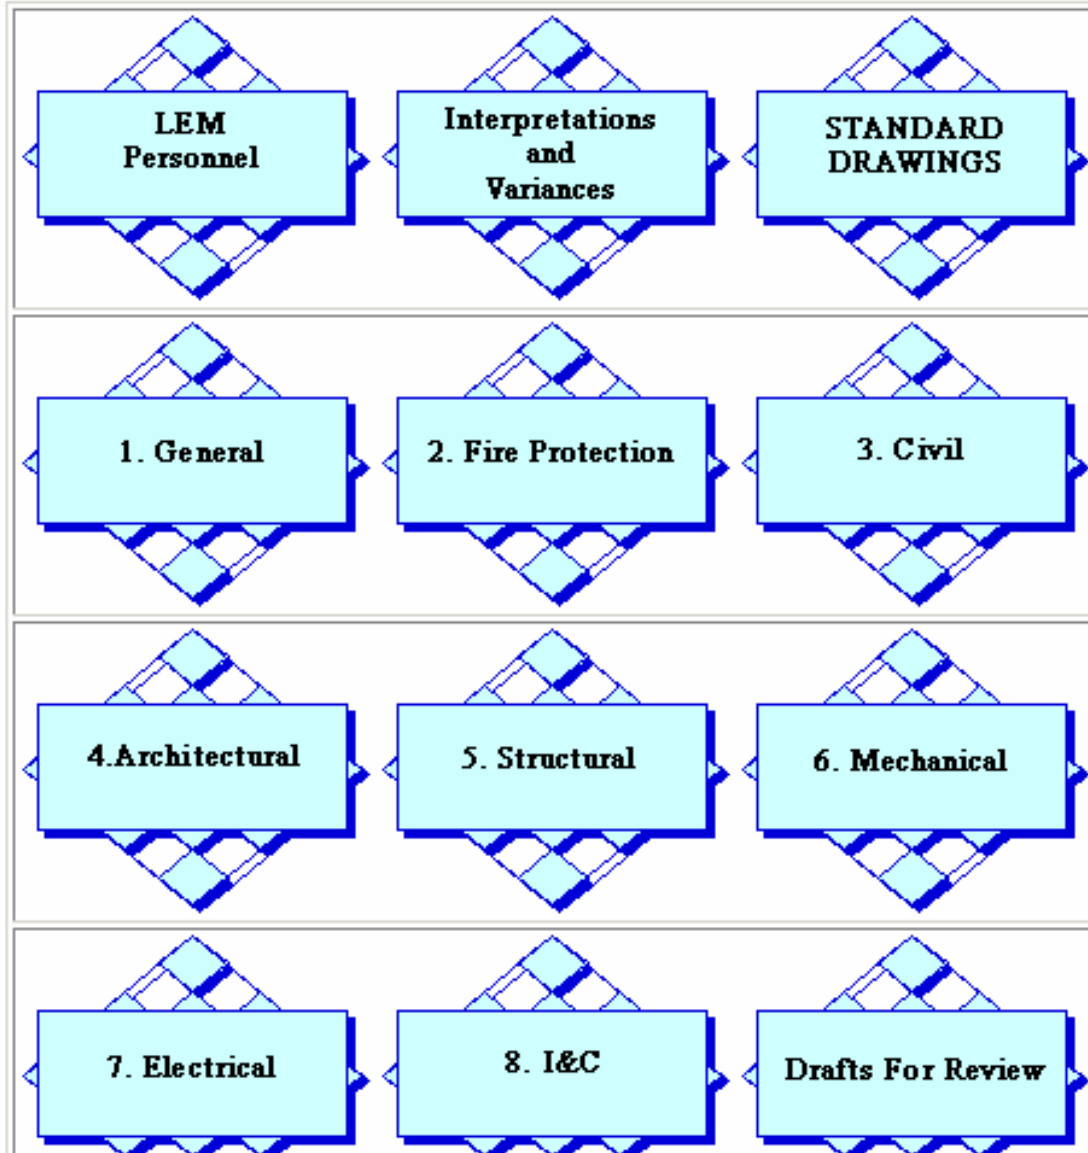 LEM
Personnel
Interpretations
and
Variances
STANDARD
DRAWINGS
1. General
2. Fire Protection
3. Civil
4.Architectural
5. Structural
6. Mechanical
7. Electrical
8. I&C
Drafts For Review